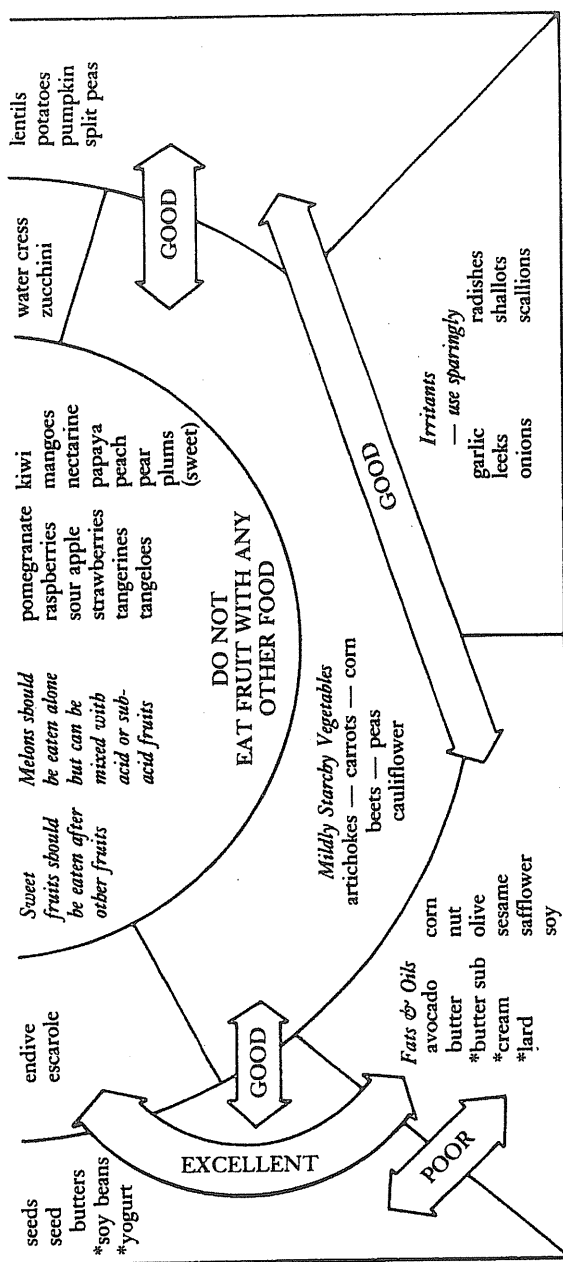 seeds
seed
butters
*soy beans
*yogurt
endive
escarole
Sweet
fruits should
be eaten after
other fruits
Melons should
be eaten alone
but can be
mixed with
acid or sub-
acid fruits
pomegranate
raspberries
sour apple
strawberries
tangerines
tangeloes
kiwi
mangoes
nectarine
papaya
peach
pear
plums
(sweet)
water cress
zucchini
lentils
potatoes
pumpkin
split peas
DO NOT
EAT FRUIT WITH ANY
OTHER FOOD
GOOD
EXCELLENT
GOOD
Mildly Starchy Vegetables
artichokes — carrots — corn
beets — peas
cauliflower
GOOD
POOR
Fats & Oils
avocado
butter
*butter sub
*cream
*lard
corn
nut
olive
sesame
safflower
soy
Irritants
— use sparingly
garlic
leeks
onions
radishes
shallots
scallions